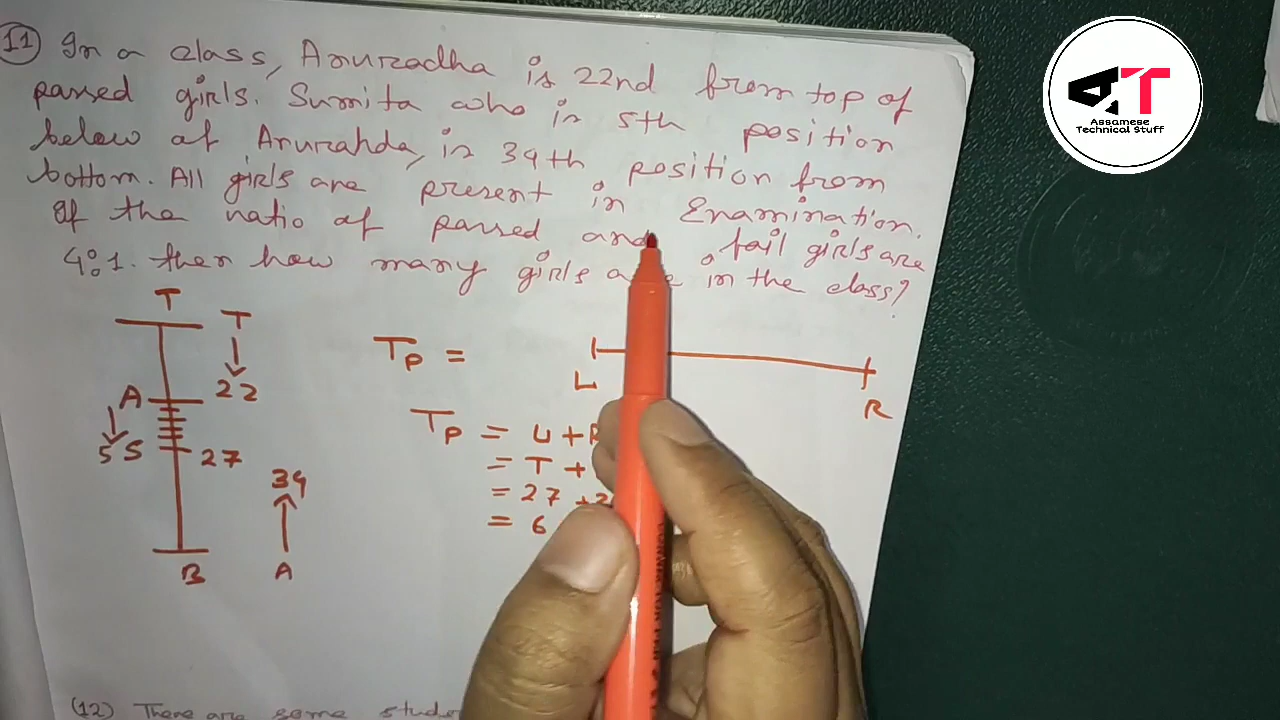 (11) In a class, Anuradha is 22nd from top of
passed girls. Sumita who is 5th position
below of Anurahda, is 39th position from
bottom. All girls are present in Examination.
If the ratio of passed and fail girls are
4:1. then how many girls are in the class?
T
T
22
A
5 S
27
39
B
A
TP =
L
R
TP = L + R
= T +
= 27 +
= 6
(12) There are some
AT
Assamese
Technical Stuff